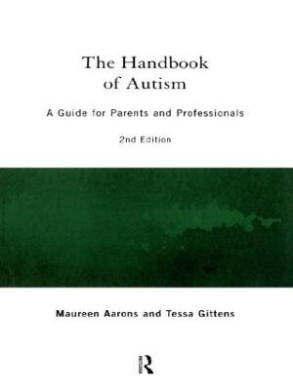 The Handbook
of Autism
A Guide for Parents and Professionals
2nd Edition
Maureen Aarons and Tessa Gittens
R